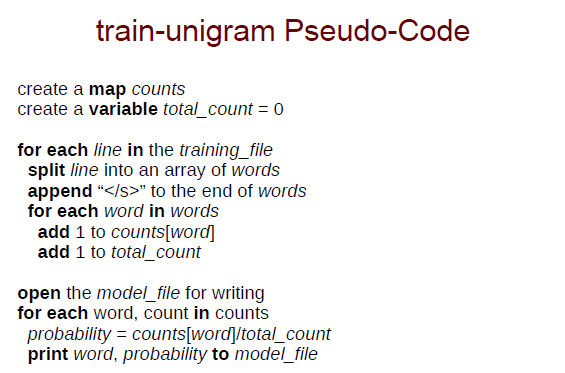 train-unigram Pseudo-Code
create a map counts
create a variable total_count = 0
for each line in the training_file
split line into an array of words
append “</s>” to the end of words
for each word in words
add 1 to counts[word]
add 1 to total_count
open the model_file for writing
for each word, count in counts
probability = counts[word]/total_count
print word, probability to model_file